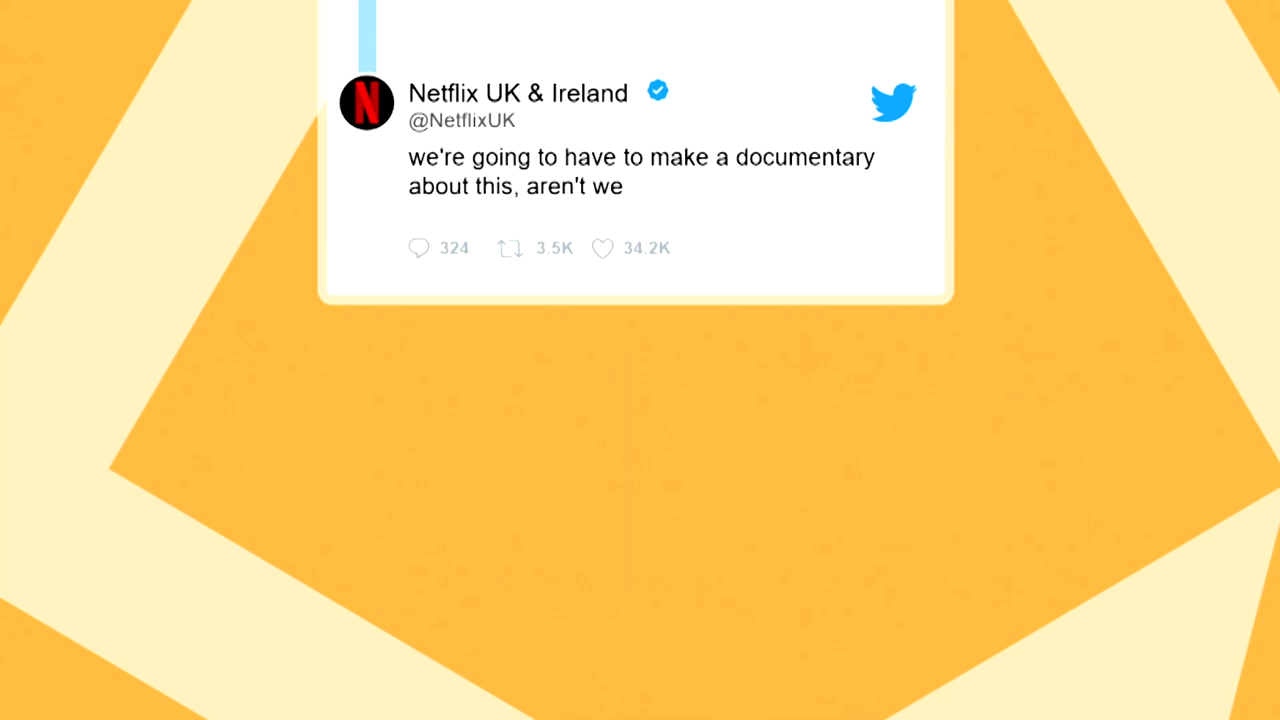 Netflix UK & Ireland
@NetflixUK
we're going to have to make a documentary
about this, aren't we
324 3.5K 34.2K